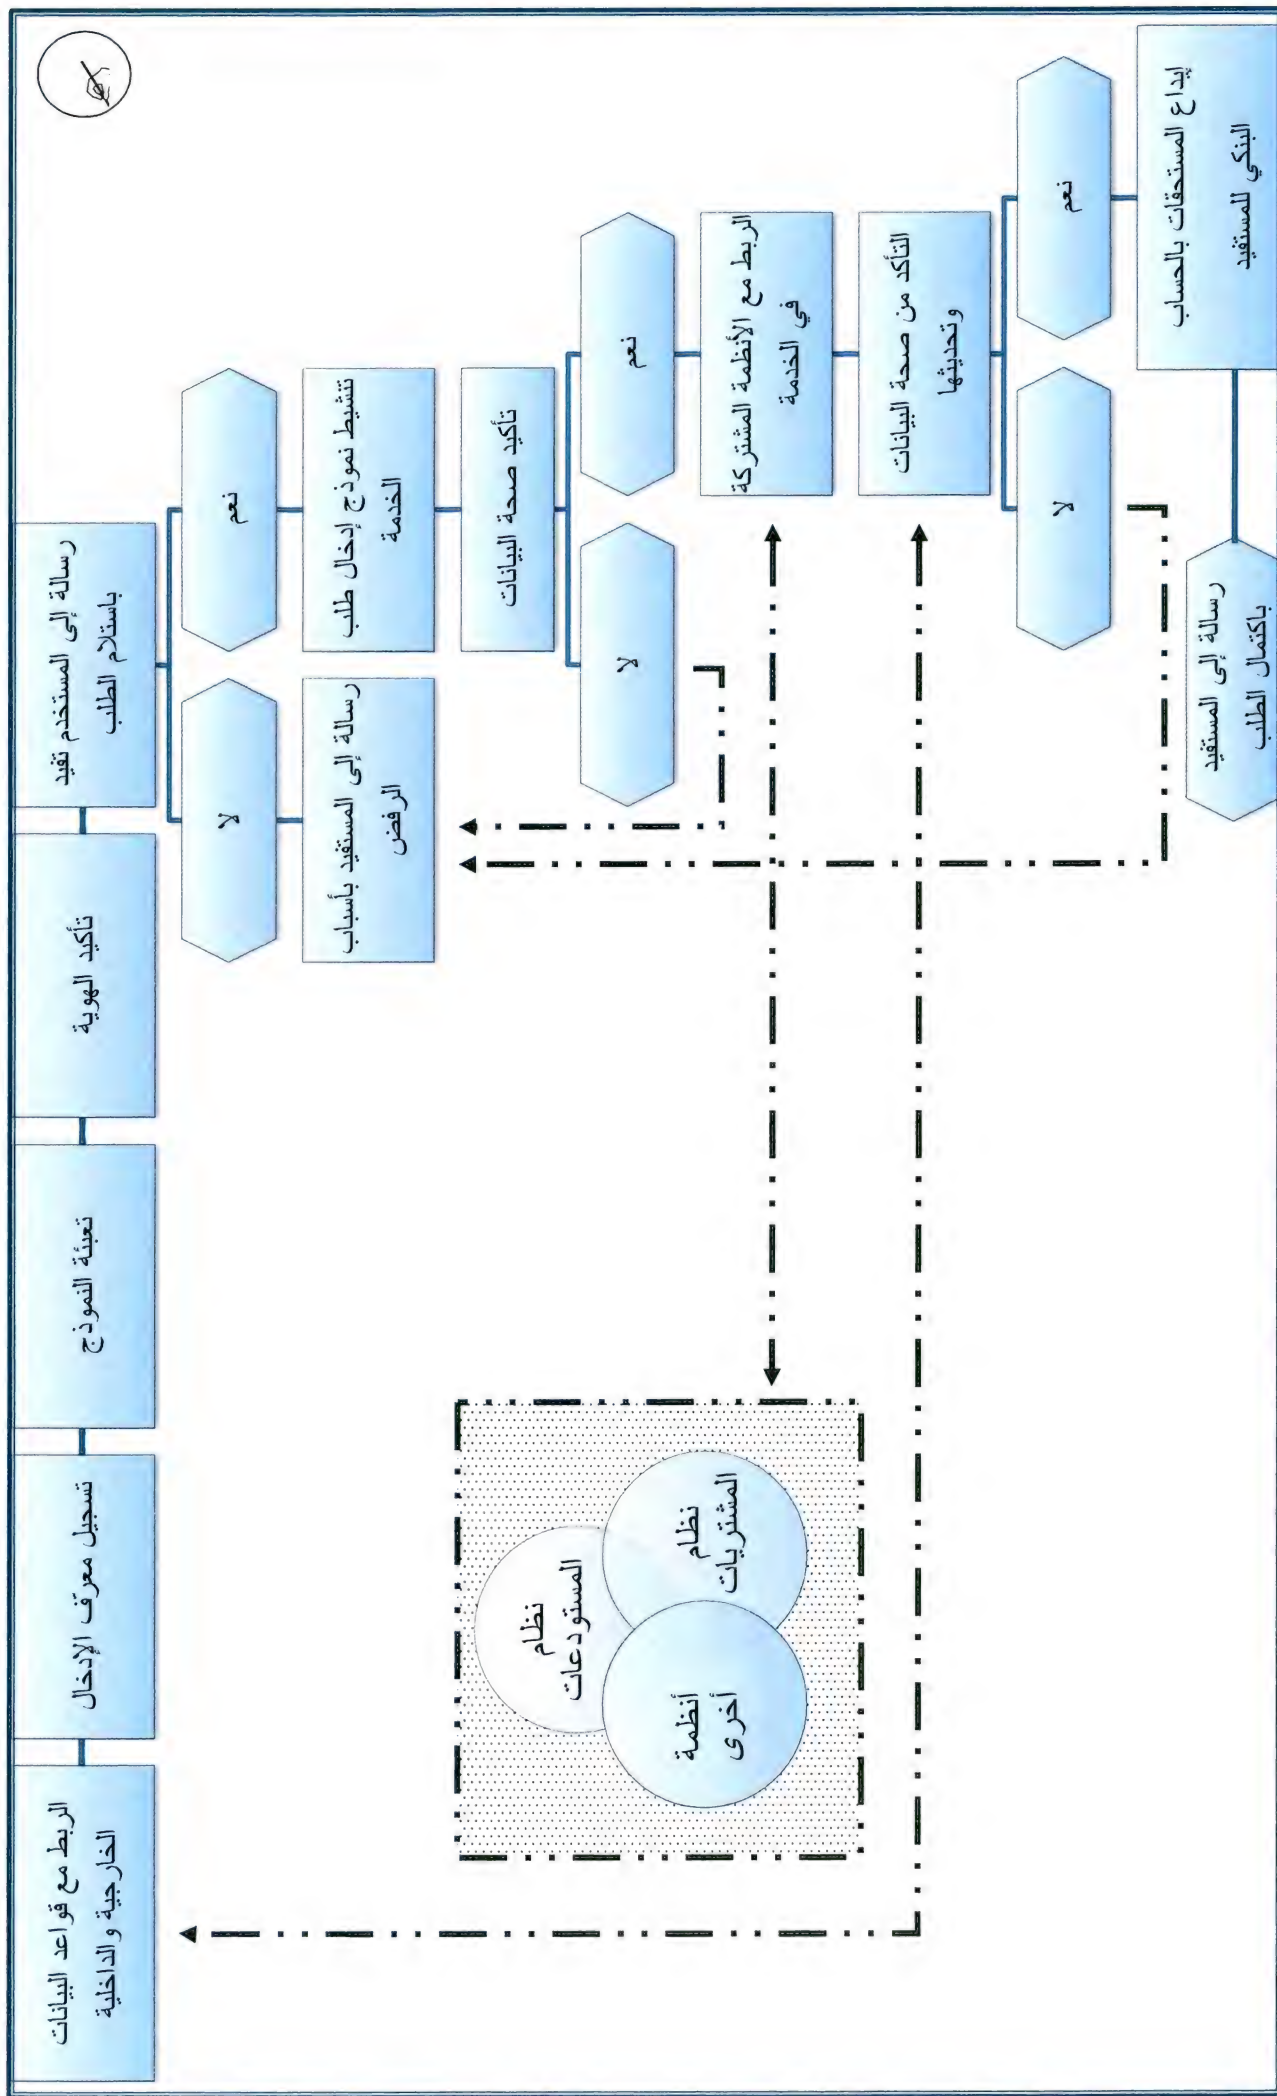 الربط مع قواعد البيانات
الخارجية والداخلية
تسجيل معرف الإدخال
تعبئة النموذج
تأكيد الهوية
رسالة إلى المستخدم تفيد
باستلام الطلب
نعم
لا
تنشيط نموذج إدخال طلب
الخدمة
رسالة إلى المستفيد بأسباب
الرفض
تأكيد صحة البيانات
نعم
لا
الربط مع الأنظمة المشتركة
في الخدمة
نظام
المستودعات
نظام
المشتريات
أنظمة
أخرى
التأكد من صحة البيانات
وتحديثها
نعم
لا
إيداع المستحقات بالحساب
البنكي للمستفيد
رسالة إلى المستفيد
باكتمال الطلب